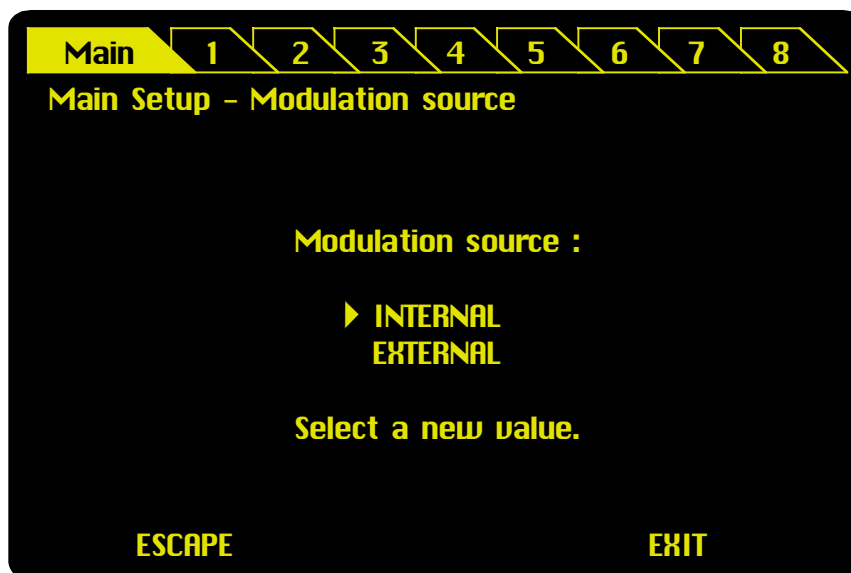 Main 1 2 3 4 5 6 7 8
Main Setup - Modulation source
Modulation source :
INTERNAL
EXTERNAL
Select a new value.
ESCAPE EXIT